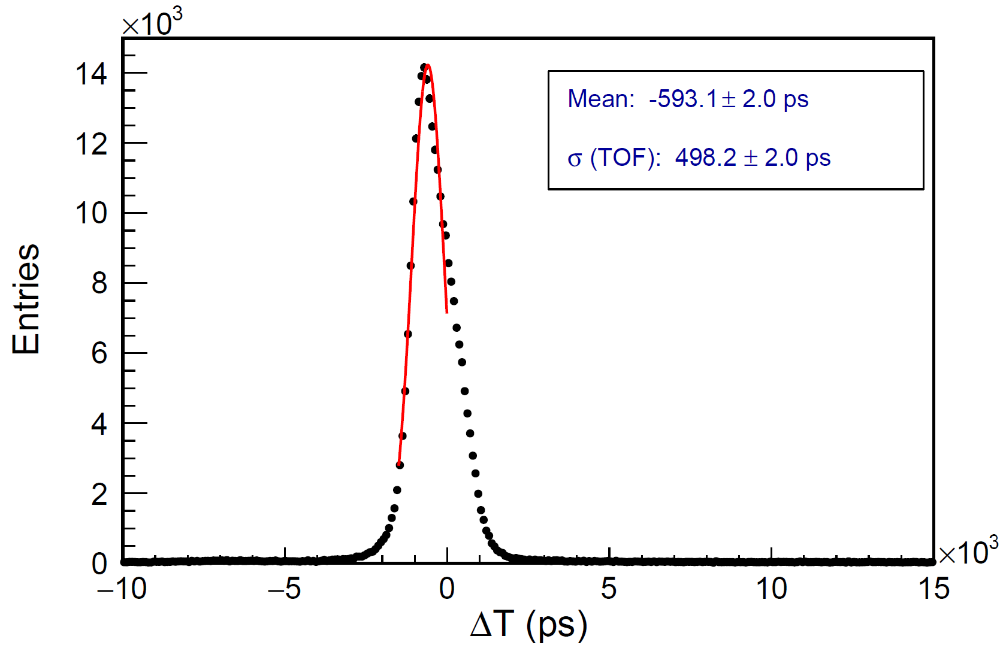 ×10³
14
12
10
8
6
4
2
0
Entries
Mean: -593.1± 2.0 ps
σ (TOF): 498.2 ± 2.0 ps
−10 −5 0 5 10 15
×10³
ΔT (ps)